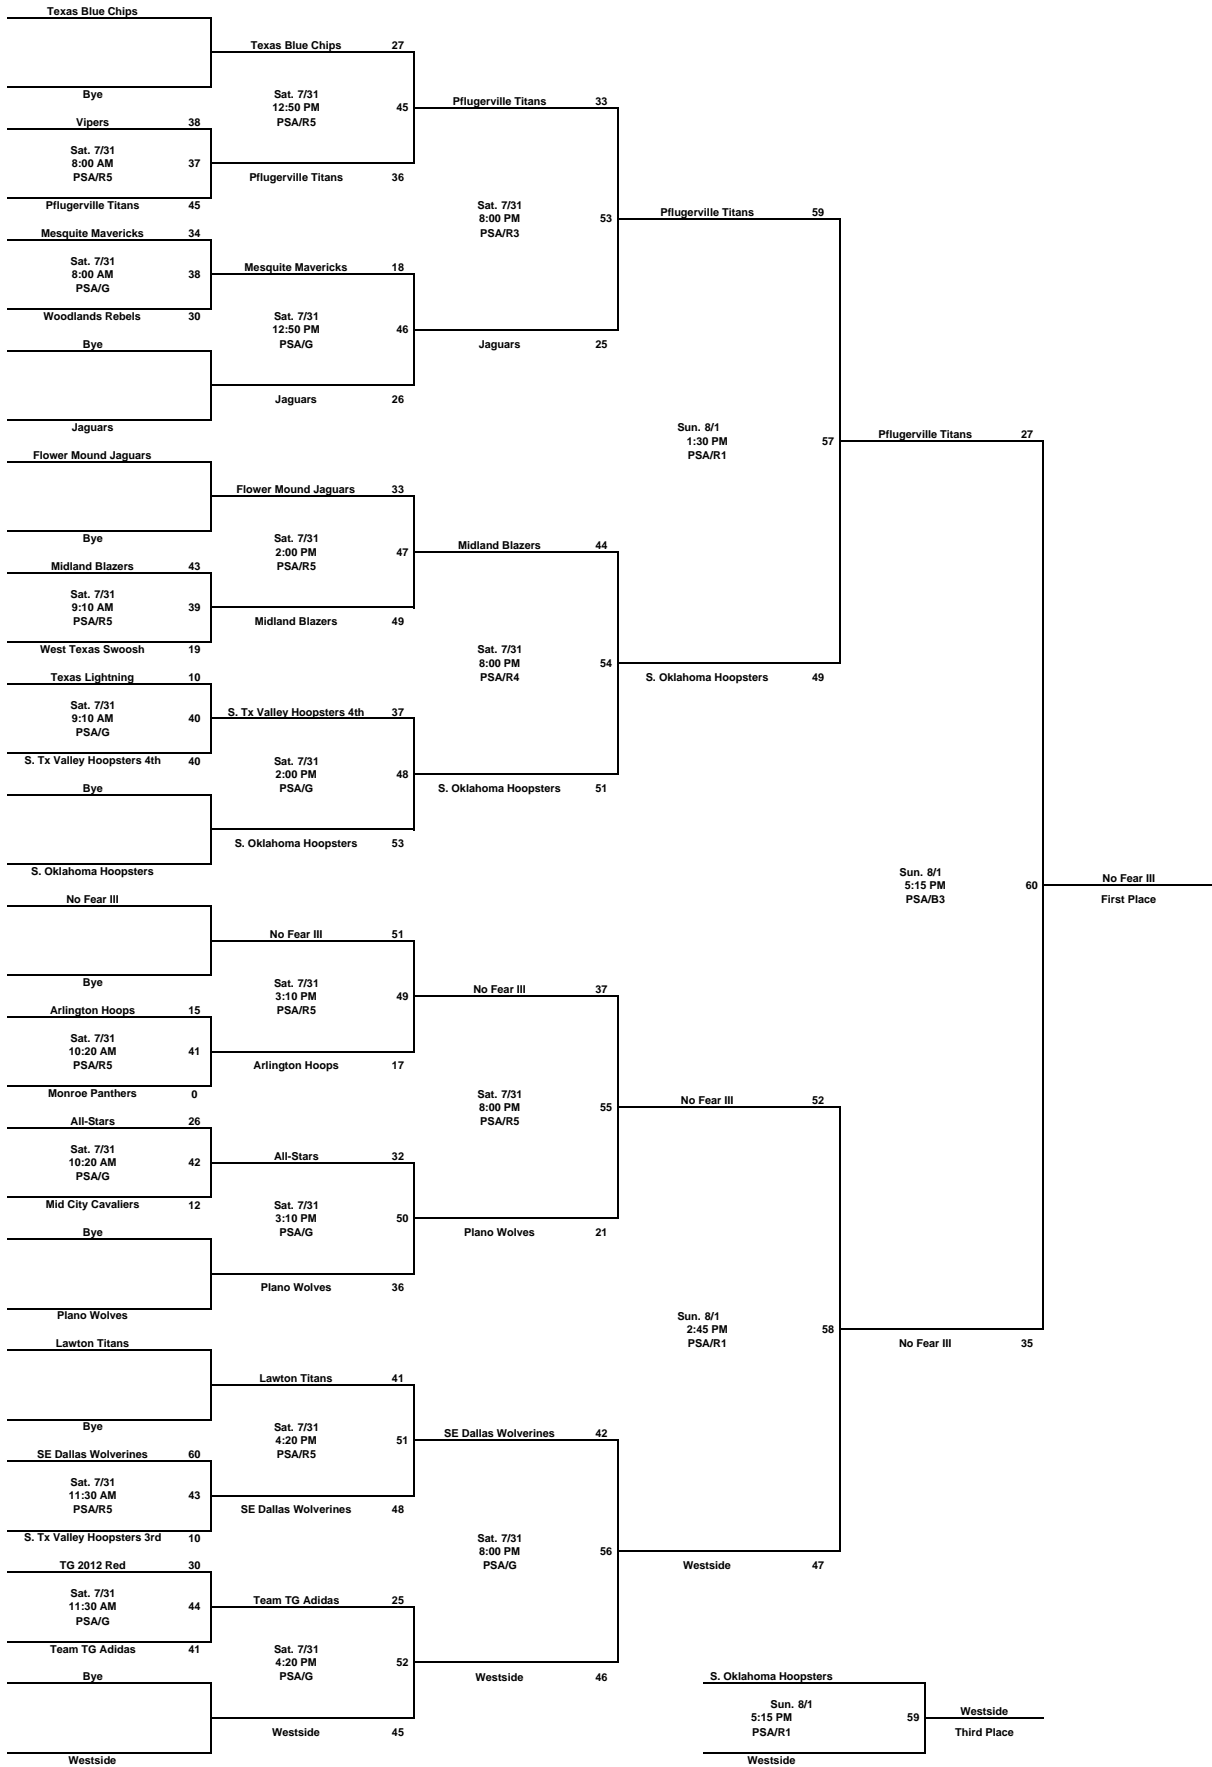 Texas Blue Chips
Texas Blue Chips 27
Bye
Sat. 7/31
12:50 PM
PSA/R5
45
Pflugerville Titans 33
Vipers 38
Sat. 7/31
8:00 AM
PSA/R5
37
Pflugerville Titans 36
Pflugerville Titans 45
Sat. 7/31
8:00 PM
PSA/R3
53
Pflugerville Titans 59
Mesquite Mavericks 34
Sat. 7/31
8:00 AM
PSA/G
38
Mesquite Mavericks 18
Woodlands Rebels 30
Sat. 7/31
12:50 PM
PSA/G
46
Jaguars 25
Bye
Jaguars 26
Jaguars
Sun. 8/1
1:30 PM
PSA/R1
57
Pflugerville Titans 27
Flower Mound Jaguars
Flower Mound Jaguars 33
Bye
Sat. 7/31
2:00 PM
PSA/R5
47
Midland Blazers 44
Midland Blazers 43
Sat. 7/31
9:10 AM
PSA/R5
39
Midland Blazers 49
West Texas Swoosh 19
Sat. 7/31
8:00 PM
PSA/R4
54
S. Oklahoma Hoopsters 49
Texas Lightning 10
Sat. 7/31
9:10 AM
PSA/G
40
S. Tx Valley Hoopsters 4th 37
S. Tx Valley Hoopsters 4th 40
Sat. 7/31
2:00 PM
PSA/G
48
S. Oklahoma Hoopsters 51
Bye
S. Oklahoma Hoopsters 53
S. Oklahoma Hoopsters
Sun. 8/1
5:15 PM
PSA/B3
60
No Fear III
First Place
No Fear III
No Fear III 51
Bye
Sat. 7/31
3:10 PM
PSA/R5
49
No Fear III 37
Arlington Hoops 15
Sat. 7/31
10:20 AM
PSA/R5
41
Arlington Hoops 17
Monroe Panthers 0
Sat. 7/31
8:00 PM
PSA/R5
55
No Fear III 52
All-Stars 26
Sat. 7/31
10:20 AM
PSA/G
42
All-Stars 32
Mid City Cavaliers 12
Sat. 7/31
3:10 PM
PSA/G
50
Plano Wolves 21
Bye
Plano Wolves 36
Plano Wolves
Sun. 8/1
2:45 PM
PSA/R1
58
No Fear III 35
Lawton Titans
Lawton Titans 41
Bye
Sat. 7/31
4:20 PM
PSA/R5
51
SE Dallas Wolverines 42
SE Dallas Wolverines 60
Sat. 7/31
11:30 AM
PSA/R5
43
SE Dallas Wolverines 48
S. Tx Valley Hoopsters 3rd 10
Sat. 7/31
8:00 PM
PSA/G
56
Westside 47
TG 2012 Red 30
Sat. 7/31
11:30 AM
PSA/G
44
Team TG Adidas 25
Team TG Adidas 41
Sat. 7/31
4:20 PM
PSA/G
52
Westside 46
Bye
Westside 45
Westside
S. Oklahoma Hoopsters
Sun. 8/1
5:15 PM
PSA/R1
59
Westside
Third Place
Westside